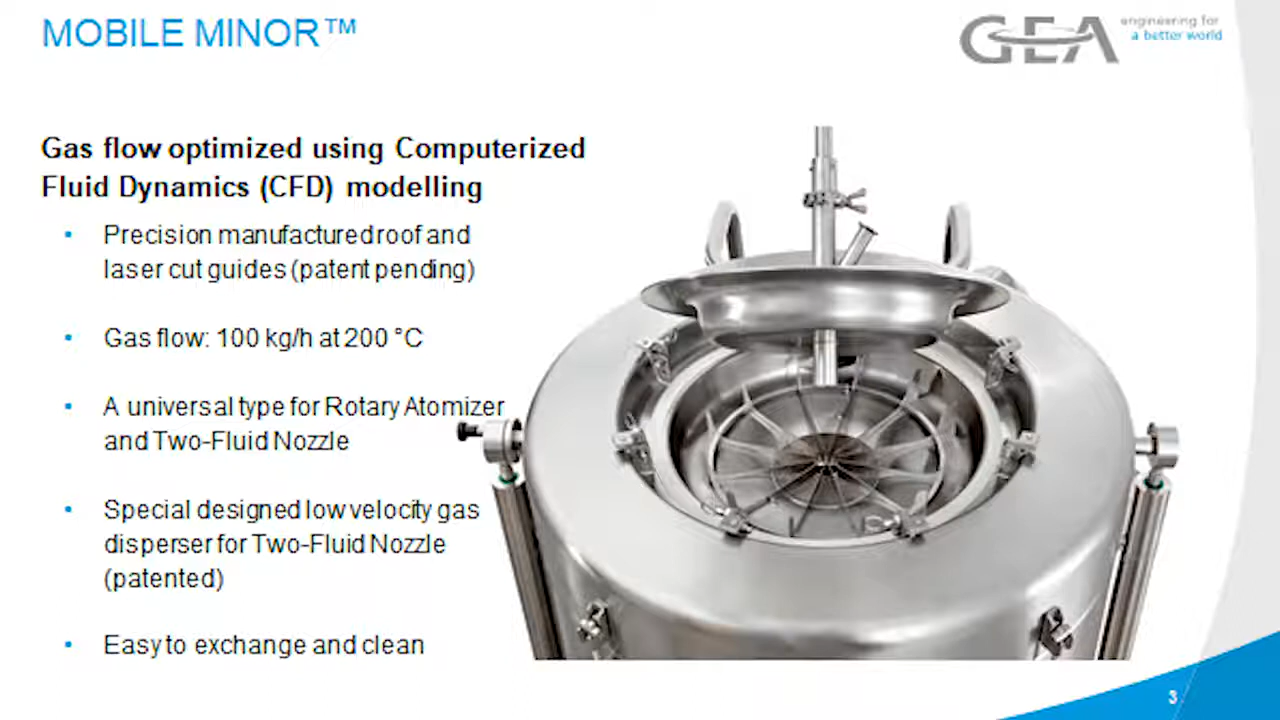 MOBILE MINOR™
GEA
engineering for
a better world
Gas flow optimized using Computerized
Fluid Dynamics (CFD) modelling
• Precision manufactured roof and
laser cut guides (patent pending)
• Gas flow: 100 kg/h at 200 °C
• A universal type for Rotary Atomizer
and Two-Fluid Nozzle
• Special designed low velocity gas
disperser for Two-Fluid Nozzle
(patented)
• Easy to exchange and clean
3